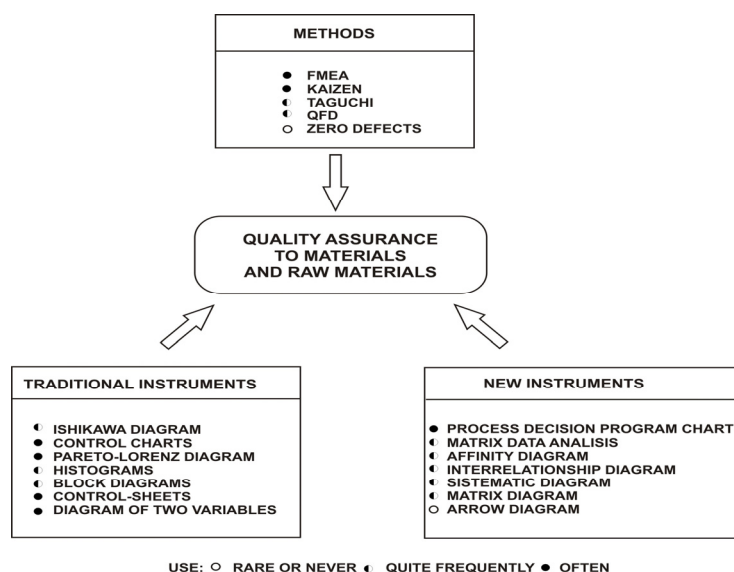 METHODS
FMEA
KAIZEN
TAGUCHI
QFD
ZERO DEFECTS
QUALITY ASSURANCE
TO MATERIALS
AND RAW MATERIALS
TRADITIONAL INSTRUMENTS
ISHIKAWA DIAGRAM
CONTROL CHARTS
PARETO-LORENZ DIAGRAM
HISTOGRAMS
BLOCK DIAGRAMS
CONTROL-SHEETS
DIAGRAM OF TWO VARIABLES
NEW INSTRUMENTS
PROCESS DECISION PROGRAM CHART
MATRIX DATA ANALISIS
AFFINITY DIAGRAM
INTERRELATIONSHIP DIAGRAM
SISTEMATIC DIAGRAM
MATRIX DIAGRAM
ARROW DIAGRAM
USE: RARE OR NEVER QUITE FREQUENTLY OFTEN